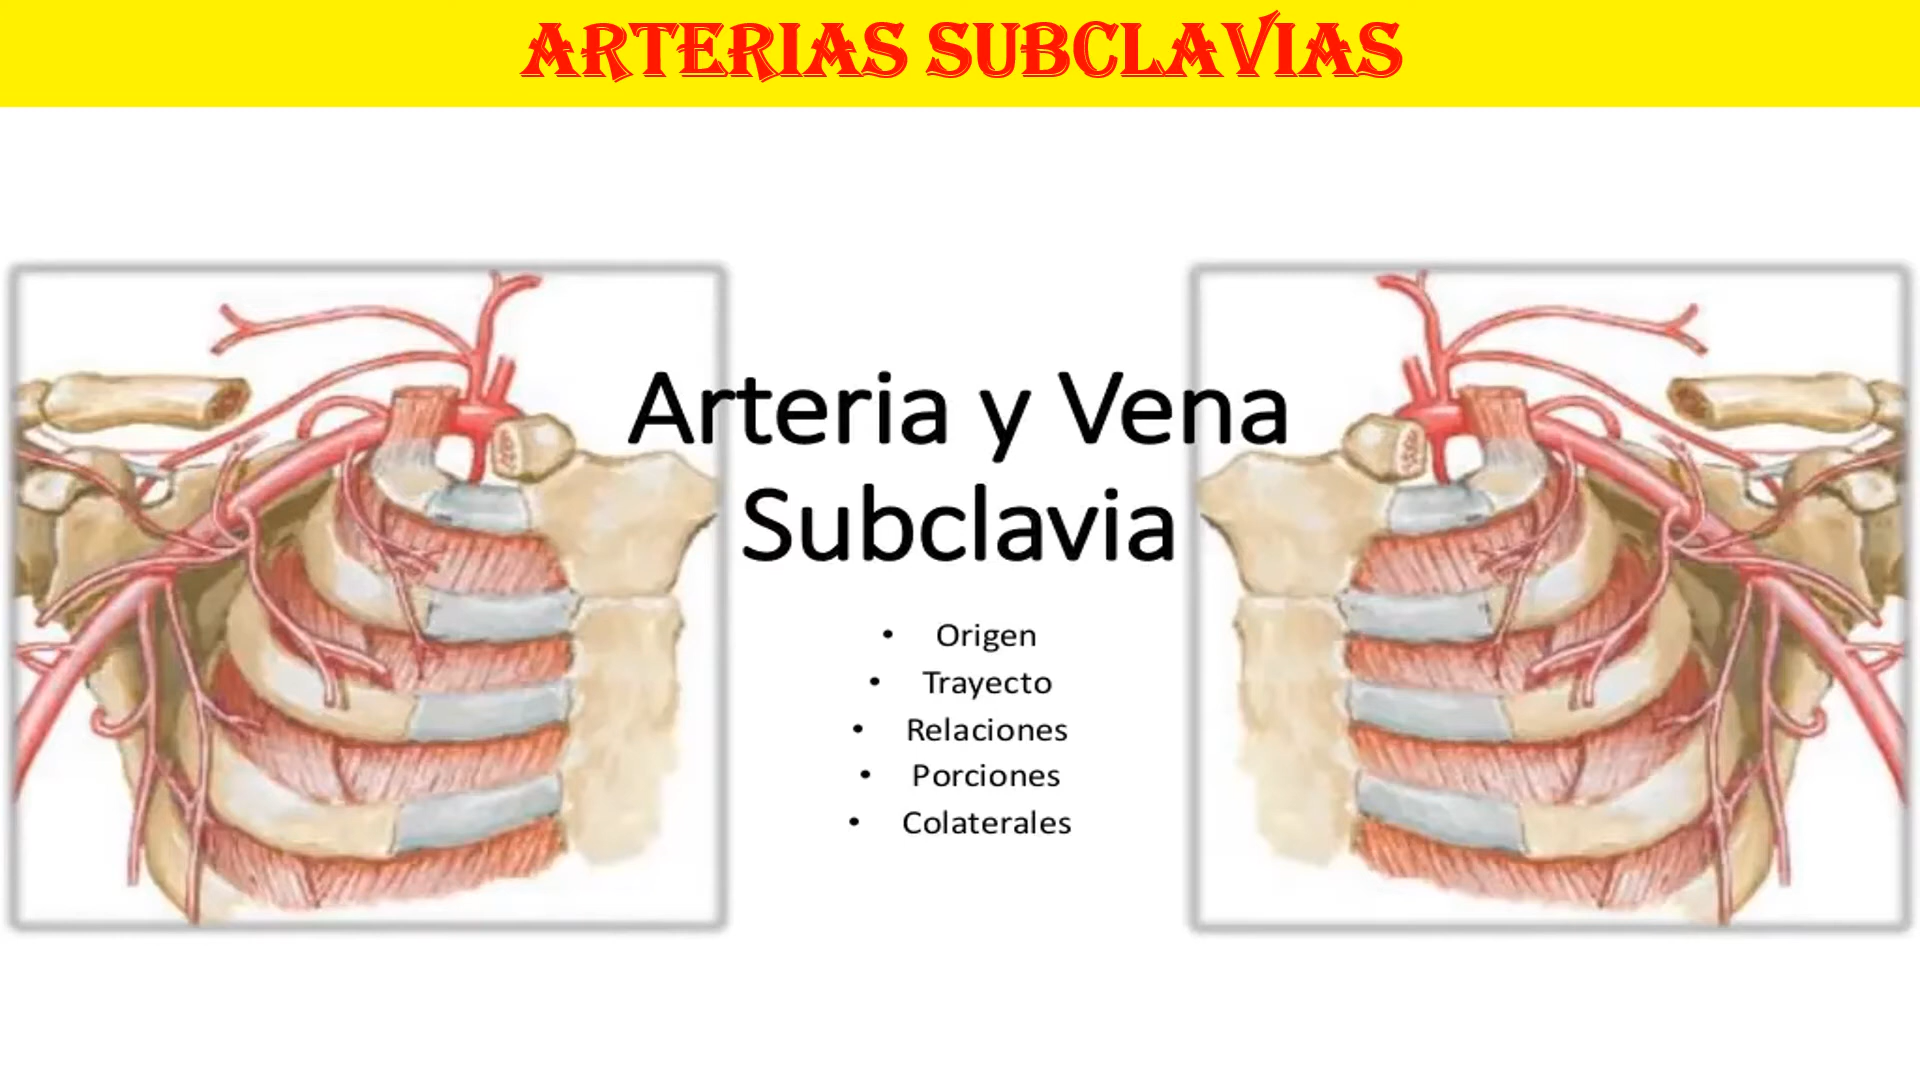 ARTERIAS SUBCLAVIAS
Arteria y Vena
Subclavia
• Origen
• Trayecto
• Relaciones
• Porciones
• Colaterales